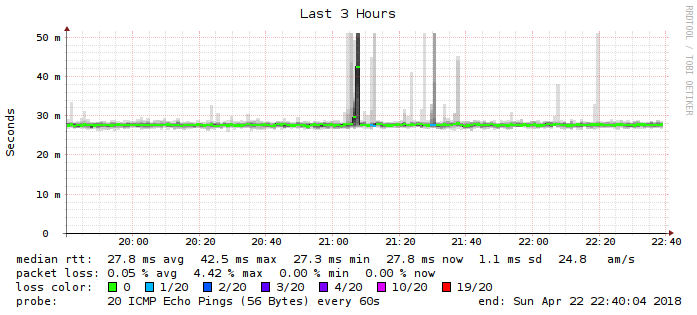 Last 3 Hours
RRDTOOL / TOBI OETIKER
Seconds
50 m
40 m
30 m
20 m
10 m
0
20:00 20:20 20:40 21:00 21:20 21:40 22:00 22:20 22:40
median rtt: 27.8 ms avg 42.5 ms max 27.3 ms min 27.8 ms now 1.1 ms sd 24.8 am/s
packet loss: 0.05 % avg 4.42 % max 0.00 % min 0.00 % now
loss color: 0 1/20 2/20 3/20 4/20 10/20 19/20
probe: 20 ICMP Echo Pings (56 Bytes) every 60s end: Sun Apr 22 22:40:04 2018